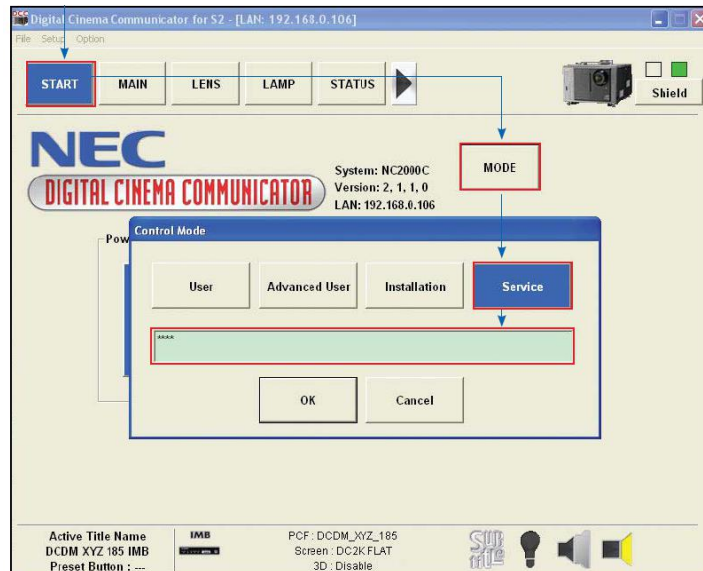 Digital Cinema Communicator for S2 - [LAN: 192.168.0.106]
File Setup Option
START MAIN LENS LAMP STATUS
Shield
NEC
DIGITAL CINEMA COMMUNICATOR
System: NC2000C
Version: 2, 1, 1, 0
LAN: 192.168.0.106
MODE
Pow
Control Mode
User Advanced User Installation Service
****
OK Cancel
Active Title Name
DCDM XYZ 185 IMB
Preset Button : ---
IMB
PCF : DCDM_XYZ_185
Screen : DC2K FLAT
3D : Disable
SUB
title